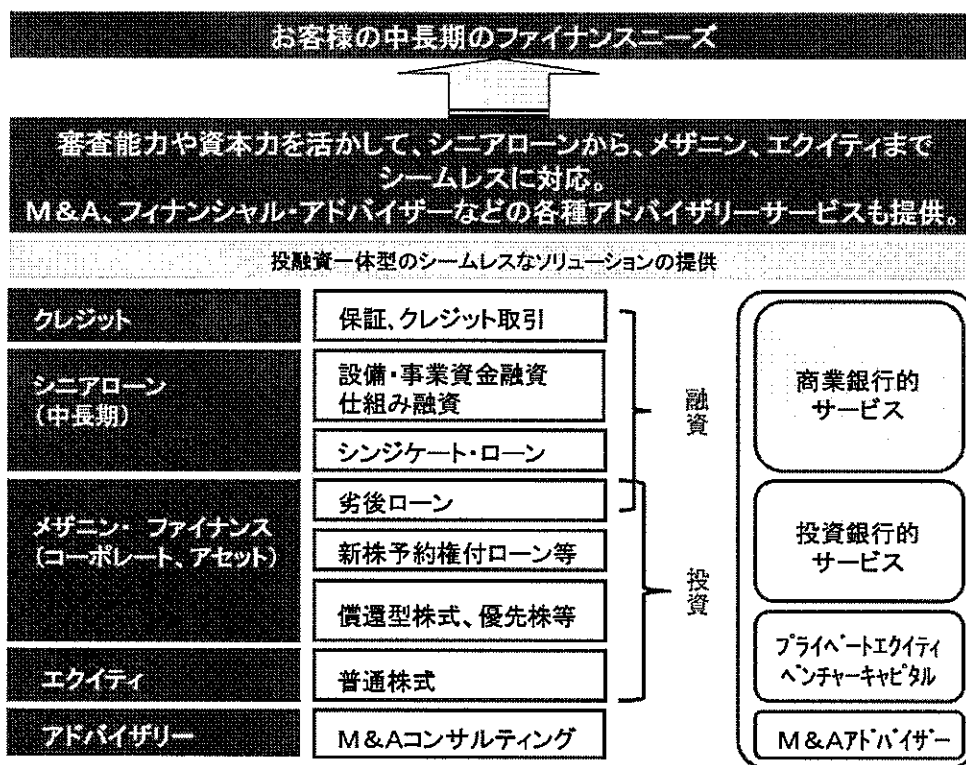 お客様の中長期のファイナンスニーズ
審査能力や資本力を活かして、シニアローンから、メザニン、エクイティまで
シームレスに対応。
M&A、フィナンシャル・アドバイザーなどの各種アドバイザリーサービスも提供。
投融資一体型のシームレスなソリューションの提供
クレジット
保証、クレジット取引
シニアローン
(中長期)
設備・事業資金融資
仕組み融資
シンジケート・ローン
融資
商業銀行的
サービス
メザニン・ ファイナンス
(コーポレート、アセット)
劣後ローン
新株予約権付ローン等
償還型株式、優先株等
投資
投資銀行的
サービス
エクイティ
普通株式
プライベートエクイティ
ベンチャーキャピタル
アドバイザリー
M&Aコンサルティング
M&Aアドバイザー